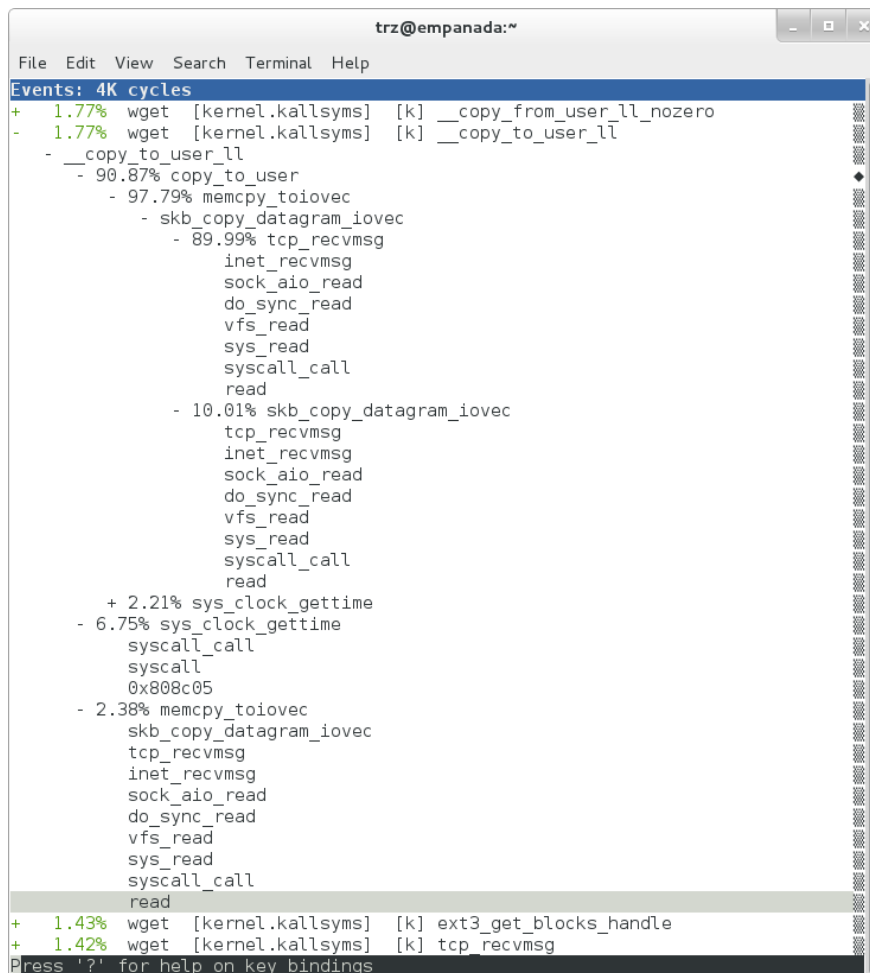 trz@empanada:~
File Edit View Search Terminal Help
Events: 4K cycles
+ 1.77% wget [kernel.kallsyms] [k] __copy_from_user_ll_nozero
- 1.77% wget [kernel.kallsyms] [k] __copy_to_user_ll
- __copy_to_user_ll
- 90.87% copy_to_user
- 97.79% memcpy_toiovec
- skb_copy_datagram_iovec
- 89.99% tcp_recvmsg
inet_recvmsg
sock_aio_read
do_sync_read
vfs_read
sys_read
syscall_call
read
- 10.01% skb_copy_datagram_iovec
tcp_recvmsg
inet_recvmsg
sock_aio_read
do_sync_read
vfs_read
sys_read
syscall_call
read
+ 2.21% sys_clock_gettime
- 6.75% sys_clock_gettime
syscall_call
syscall
0x808c05
- 2.38% memcpy_toiovec
skb_copy_datagram_iovec
tcp_recvmsg
inet_recvmsg
sock_aio_read
do_sync_read
vfs_read
sys_read
syscall_call
read
+ 1.43% wget [kernel.kallsyms] [k] ext3_get_blocks_handle
+ 1.42% wget [kernel.kallsyms] [k] tcp_recvmsg
Press '?' for help on key bindings